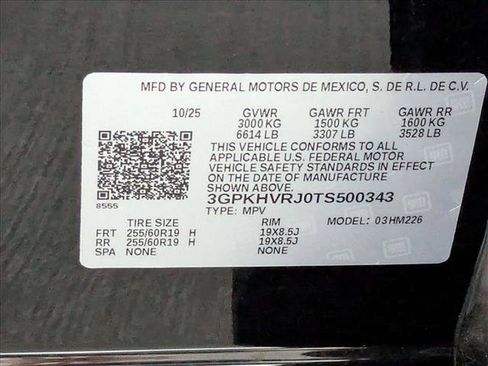 MFD BY GENERAL MOTORS DE MEXICO, S. DE R.L. DE C.V.
10/25 GVWR GAWR FRT GAWR RR
3000 KG 1500 KG 1600 KG
6614 LB 3307 LB 3528 LB
THIS VEHICLE CONFORMS TO ALL
APPLICABLE U.S. FEDERAL MOTOR
VEHICLE SAFETY STANDARDS IN EFFECT
ON THE DATE OF MANUFACTURE
SHOWN ABOVE.
3GPKHVRJ0TS500343
8555
TYPE: MPV MODEL: 03HM226
TIRE SIZE RIM
FRT 255/60R19 H 19X8.5J
RR 255/60R19 H 19X8.5J
SPA NONE NONE